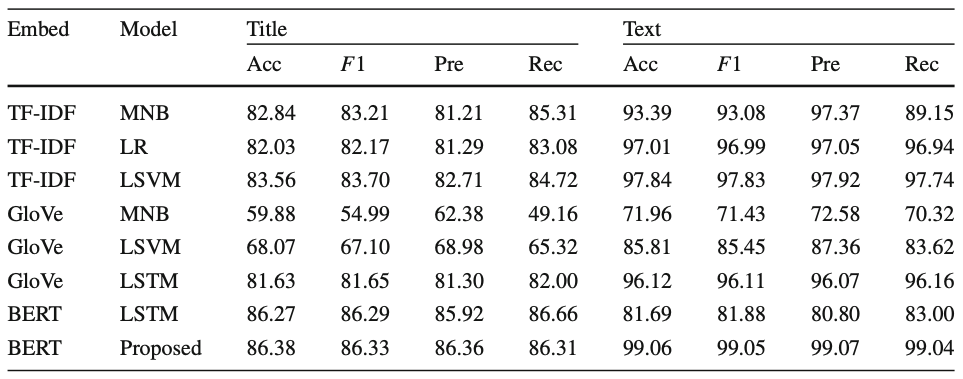 Embed Model Title Text
Acc F1 Pre Rec Acc F1 Pre Rec
TF-IDF MNB 82.84 83.21 81.21 85.31 93.39 93.08 97.37 89.15
TF-IDF LR 82.03 82.17 81.29 83.08 97.01 96.99 97.05 96.94
TF-IDF LSVM 83.56 83.70 82.71 84.72 97.84 97.83 97.92 97.74
GloVe MNB 59.88 54.99 62.38 49.16 71.96 71.43 72.58 70.32
GloVe LSVM 68.07 67.10 68.98 65.32 85.81 85.45 87.36 83.62
GloVe LSTM 81.63 81.65 81.30 82.00 96.12 96.11 96.07 96.16
BERT LSTM 86.27 86.29 85.92 86.66 81.69 81.88 80.80 83.00
BERT Proposed 86.38 86.33 86.36 86.31 99.06 99.05 99.07 99.04